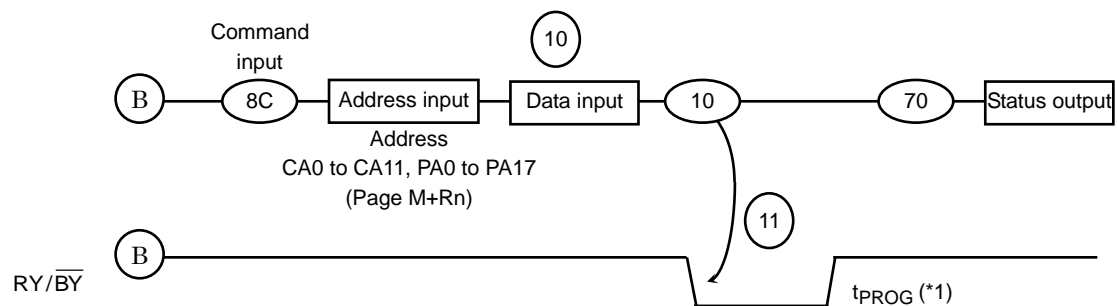 Command
input
10
B
8C
Address input
Data input
10
70
Status output
Address
CA0 to CA11, PA0 to PA17
(Page M+Rn)
11
B
RY/BY
tPROG (*1)